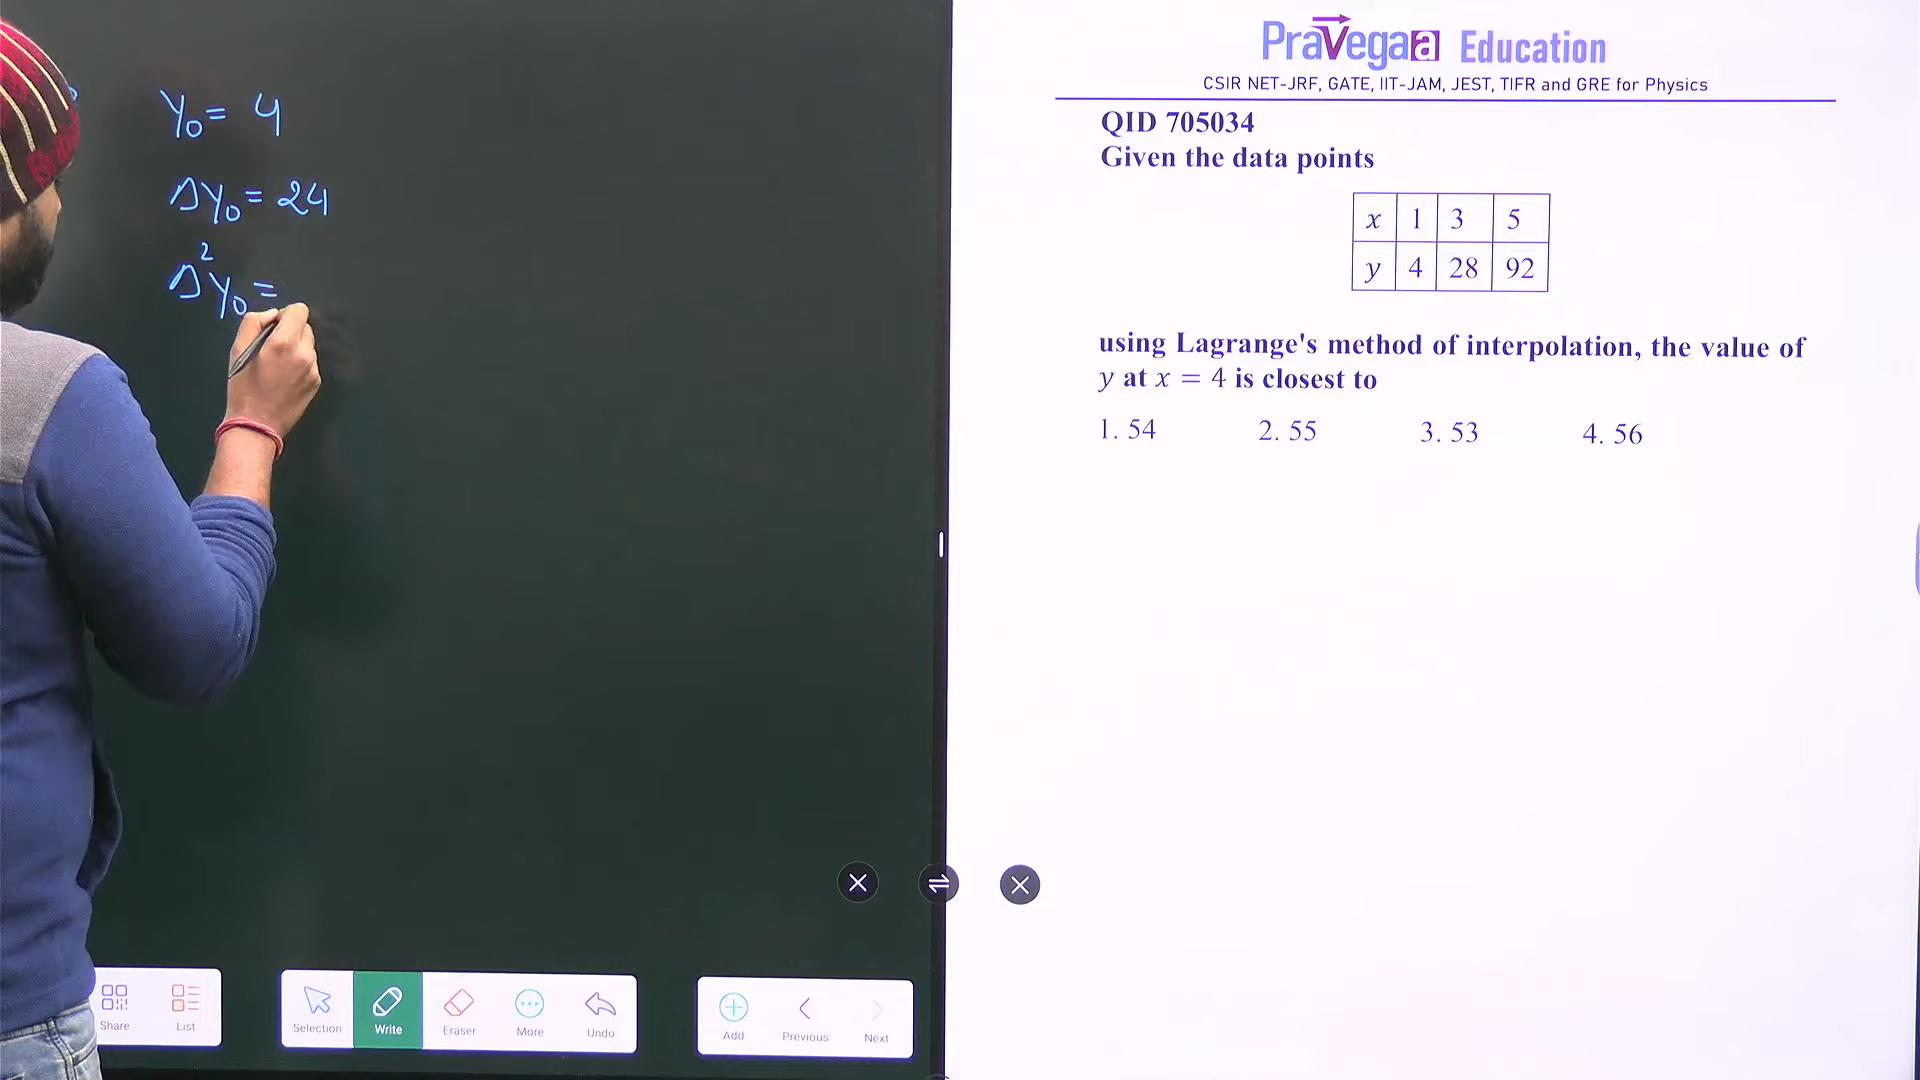 y₀ = 4
Δy₀ = 24
Δ²y₀ =
PraVegaa Education
CSIR NET-JRF, GATE, IIT-JAM, JEST, TIFR and GRE for Physics
QID 705034
Given the data points
x 1 3 5
y 4 28 92
using Lagrange's method of interpolation, the value of
y at x = 4 is closest to
1. 54 2. 55 3. 53 4. 56
Share List Selection Write Eraser More Undo Add Previous Next